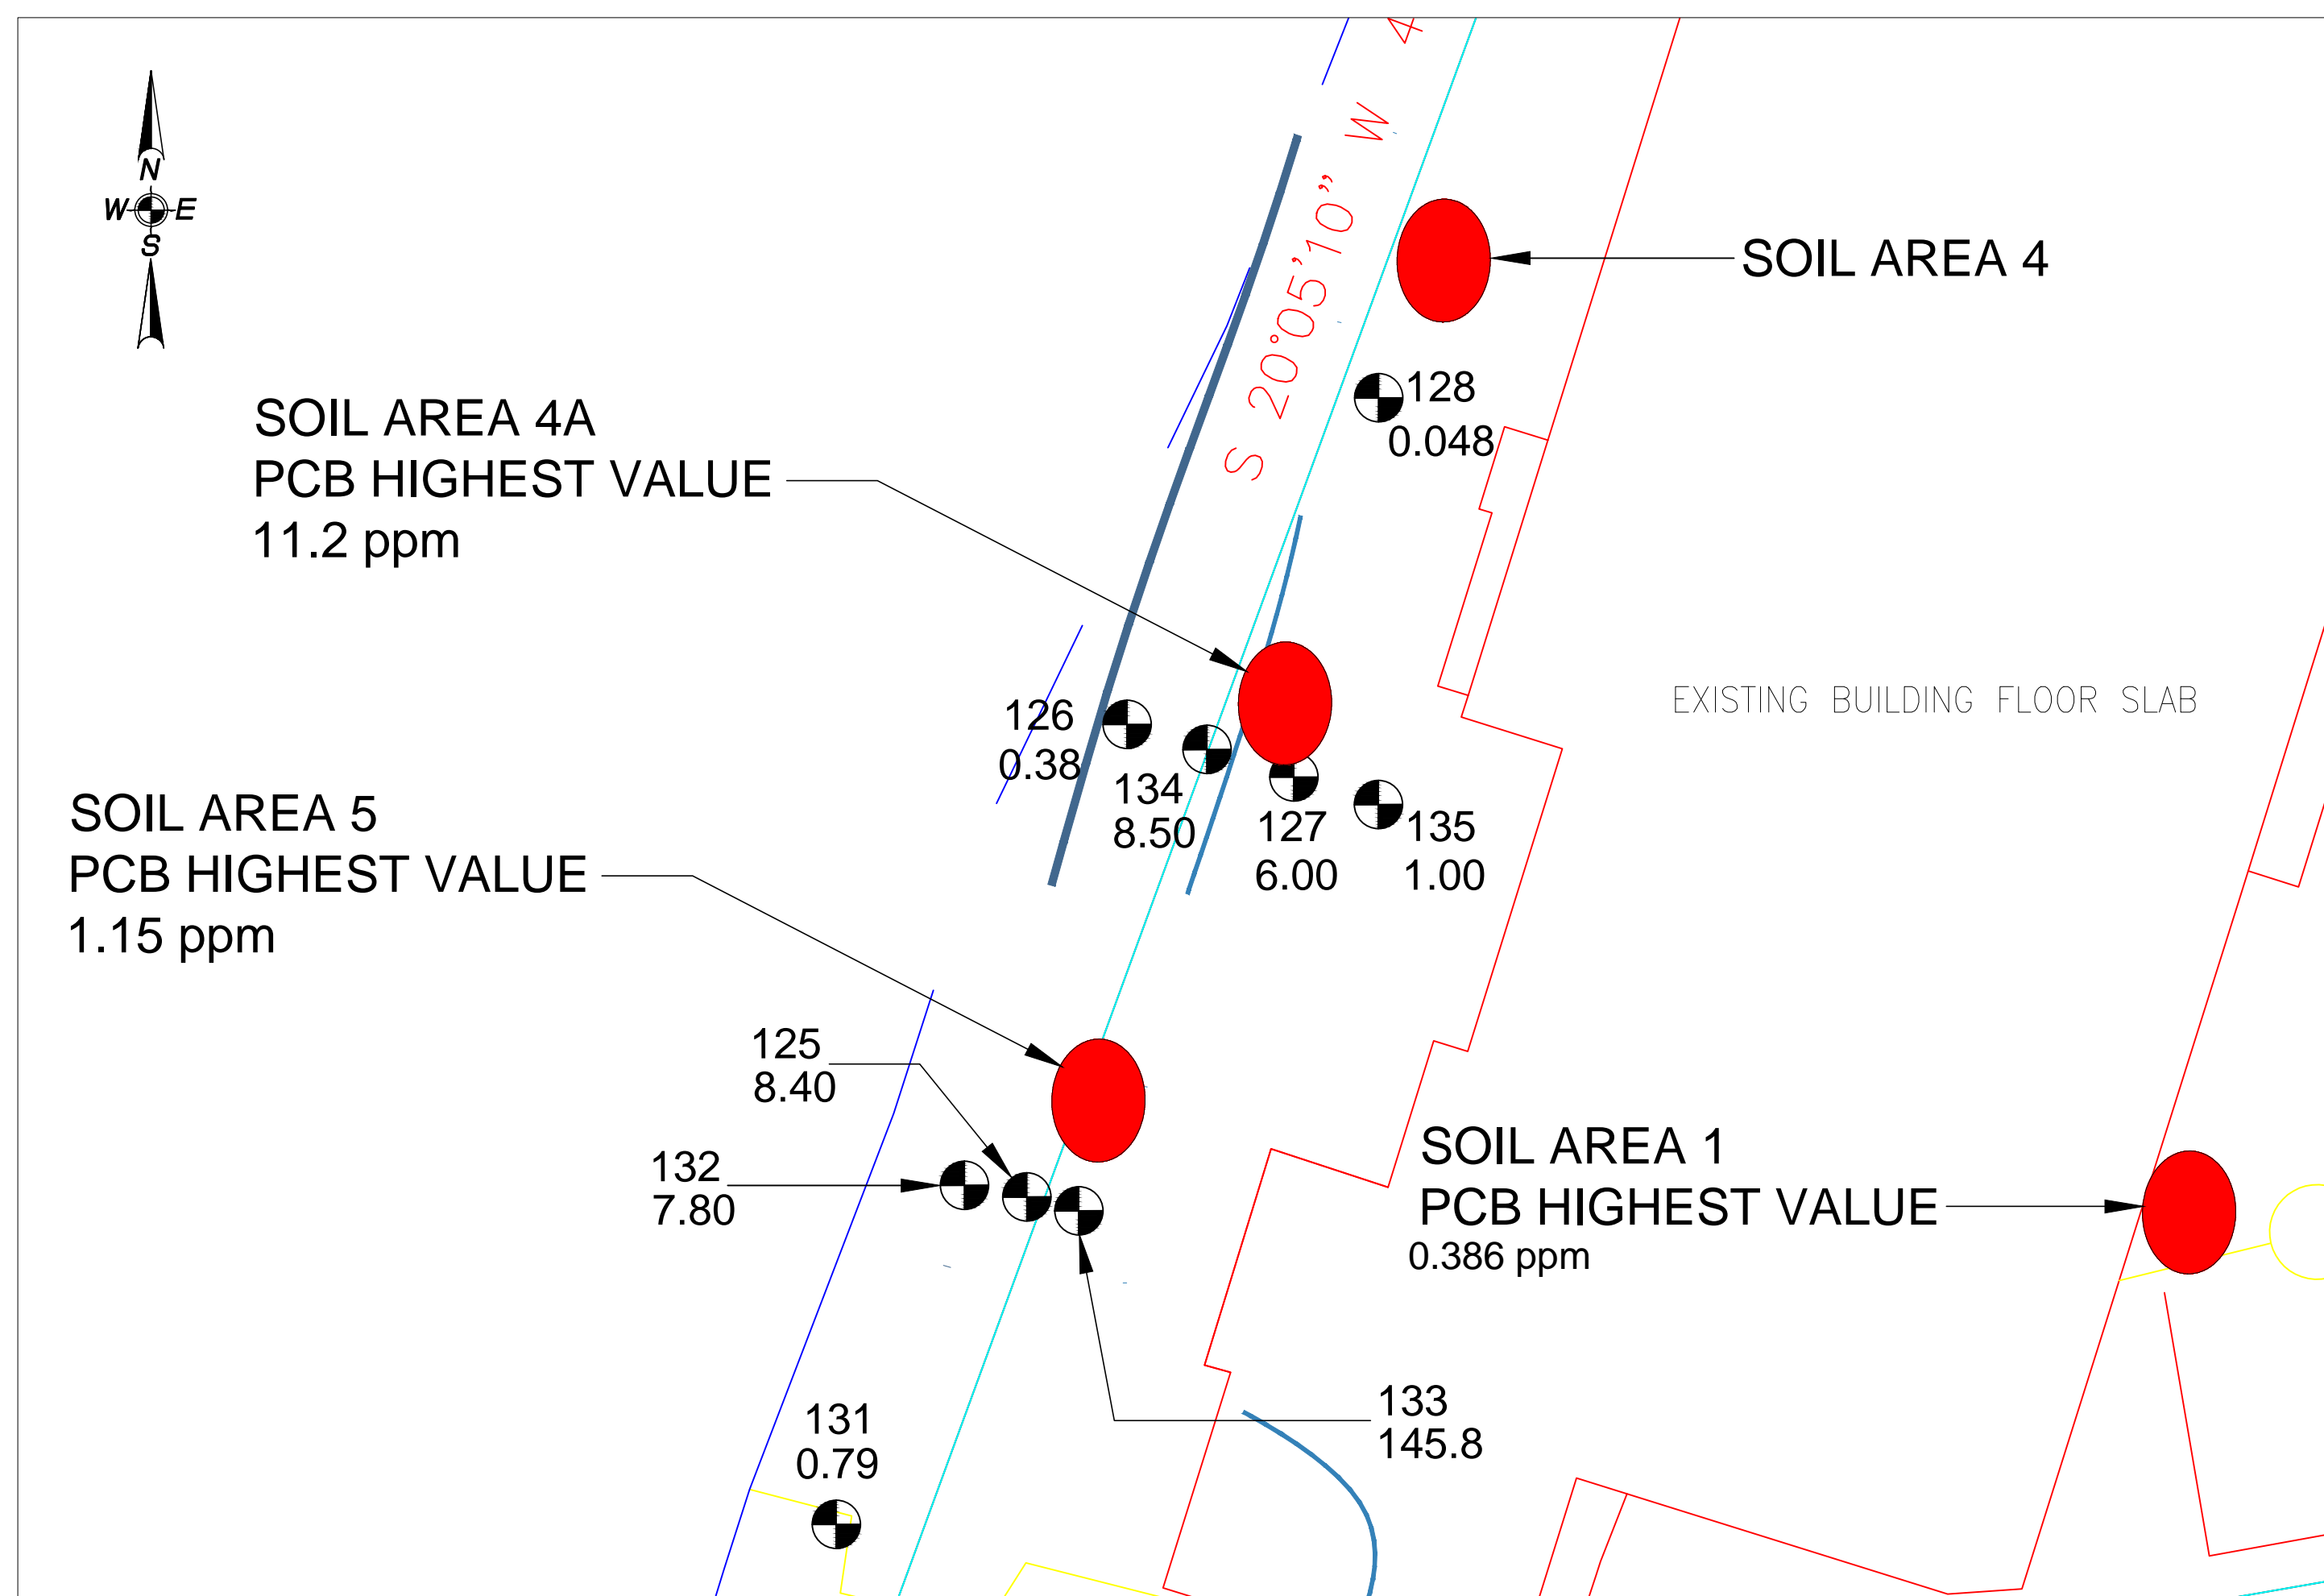 N
W E
S
S 20°05'10" W
SOIL AREA 4
128
0.048
SOIL AREA 4A
PCB HIGHEST VALUE
11.2 ppm
EXISTING BUILDING FLOOR SLAB
126
0.38
134
8.50
127
6.00
135
1.00
SOIL AREA 5
PCB HIGHEST VALUE
1.15 ppm
125
8.40
132
7.80
SOIL AREA 1
PCB HIGHEST VALUE
0.386 ppm
133
145.8
131
0.79